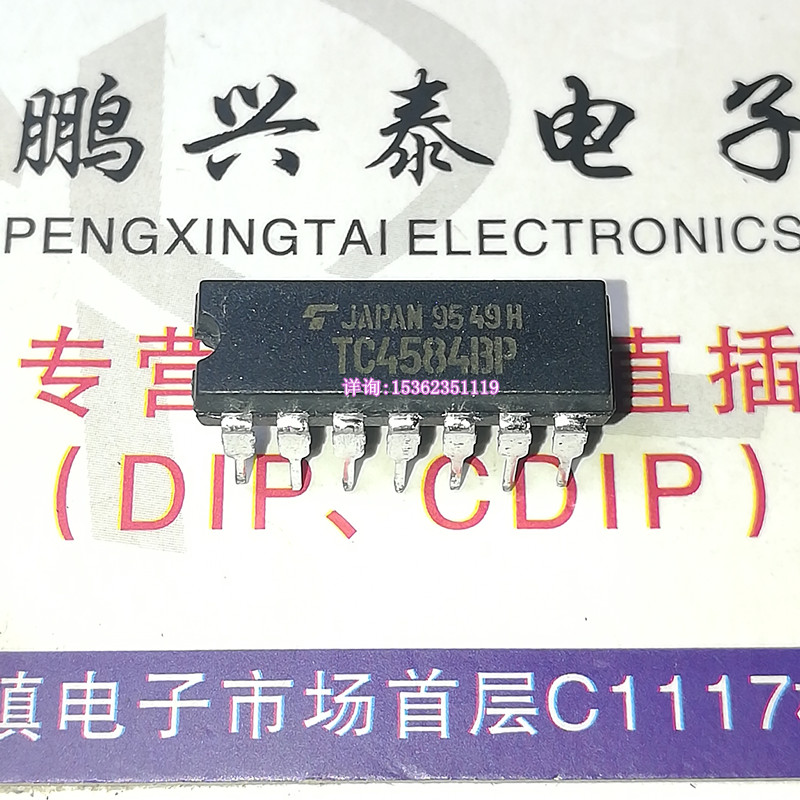 鹏兴泰电子
PENGXINGTAI ELECTRONICS
JAPAN 9549H
TC4584BP
详询:15362351119
专营 直插
(DIP、CDIP)
镇电子市场首层C1117